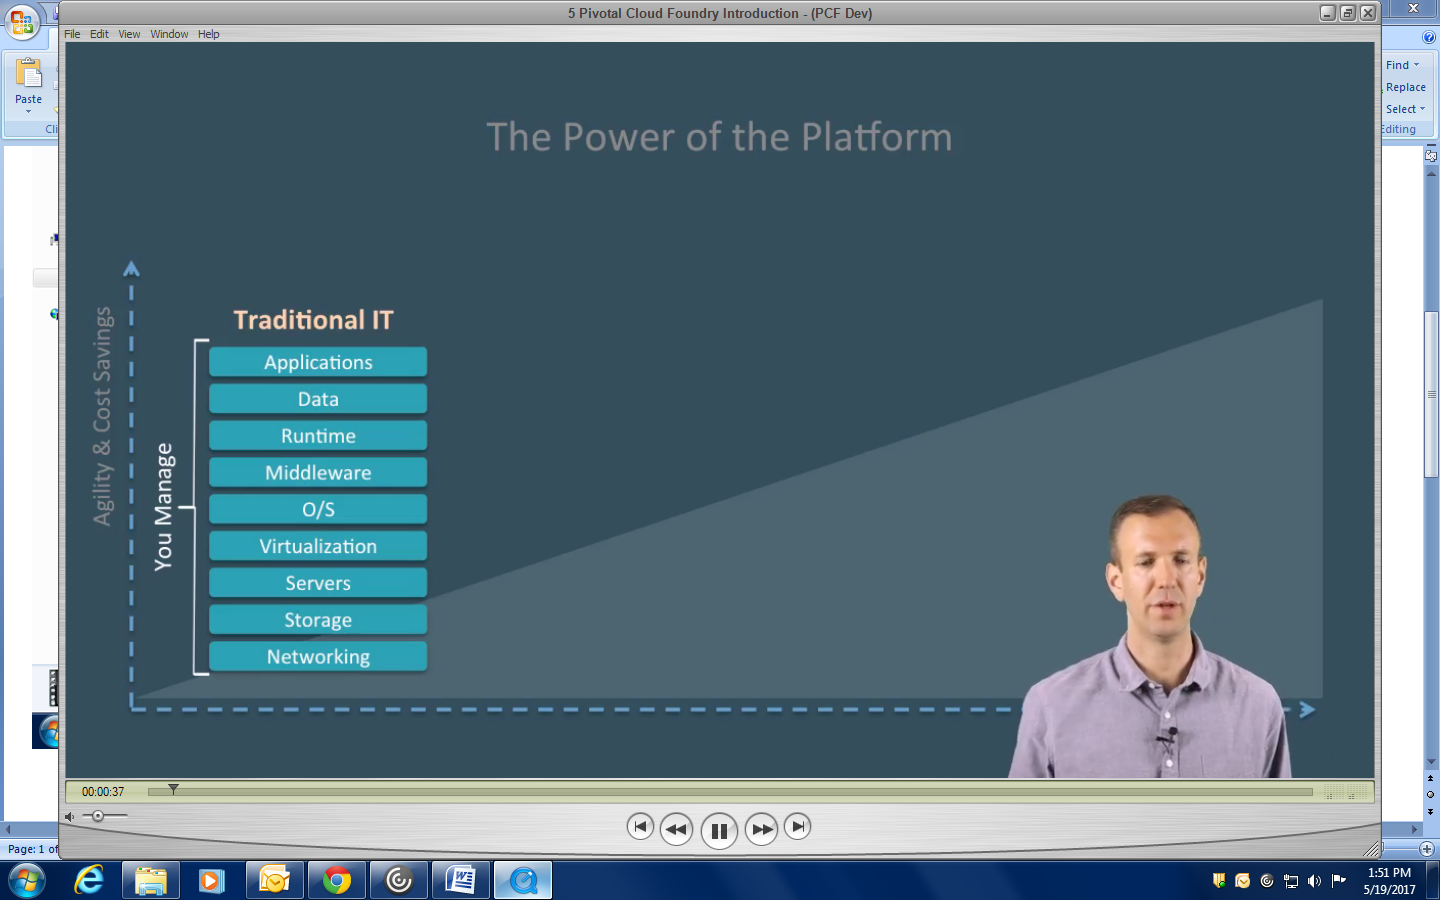 5 Pivotal Cloud Foundry Introduction - (PCF Dev)
File Edit View Window Help
Paste
Find
Replace
Select
Editing
The Power of the Platform
Agility & Cost Savings
You Manage
Traditional IT
Applications
Data
Runtime
Middleware
O/S
Virtualization
Servers
Storage
Networking
00:00:37
Page: 1 of
1:51 PM
5/19/2017